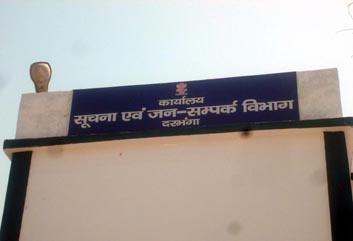 कार्यालय
सूचना एवं जन-सम्पर्क विभाग
दरभंगा